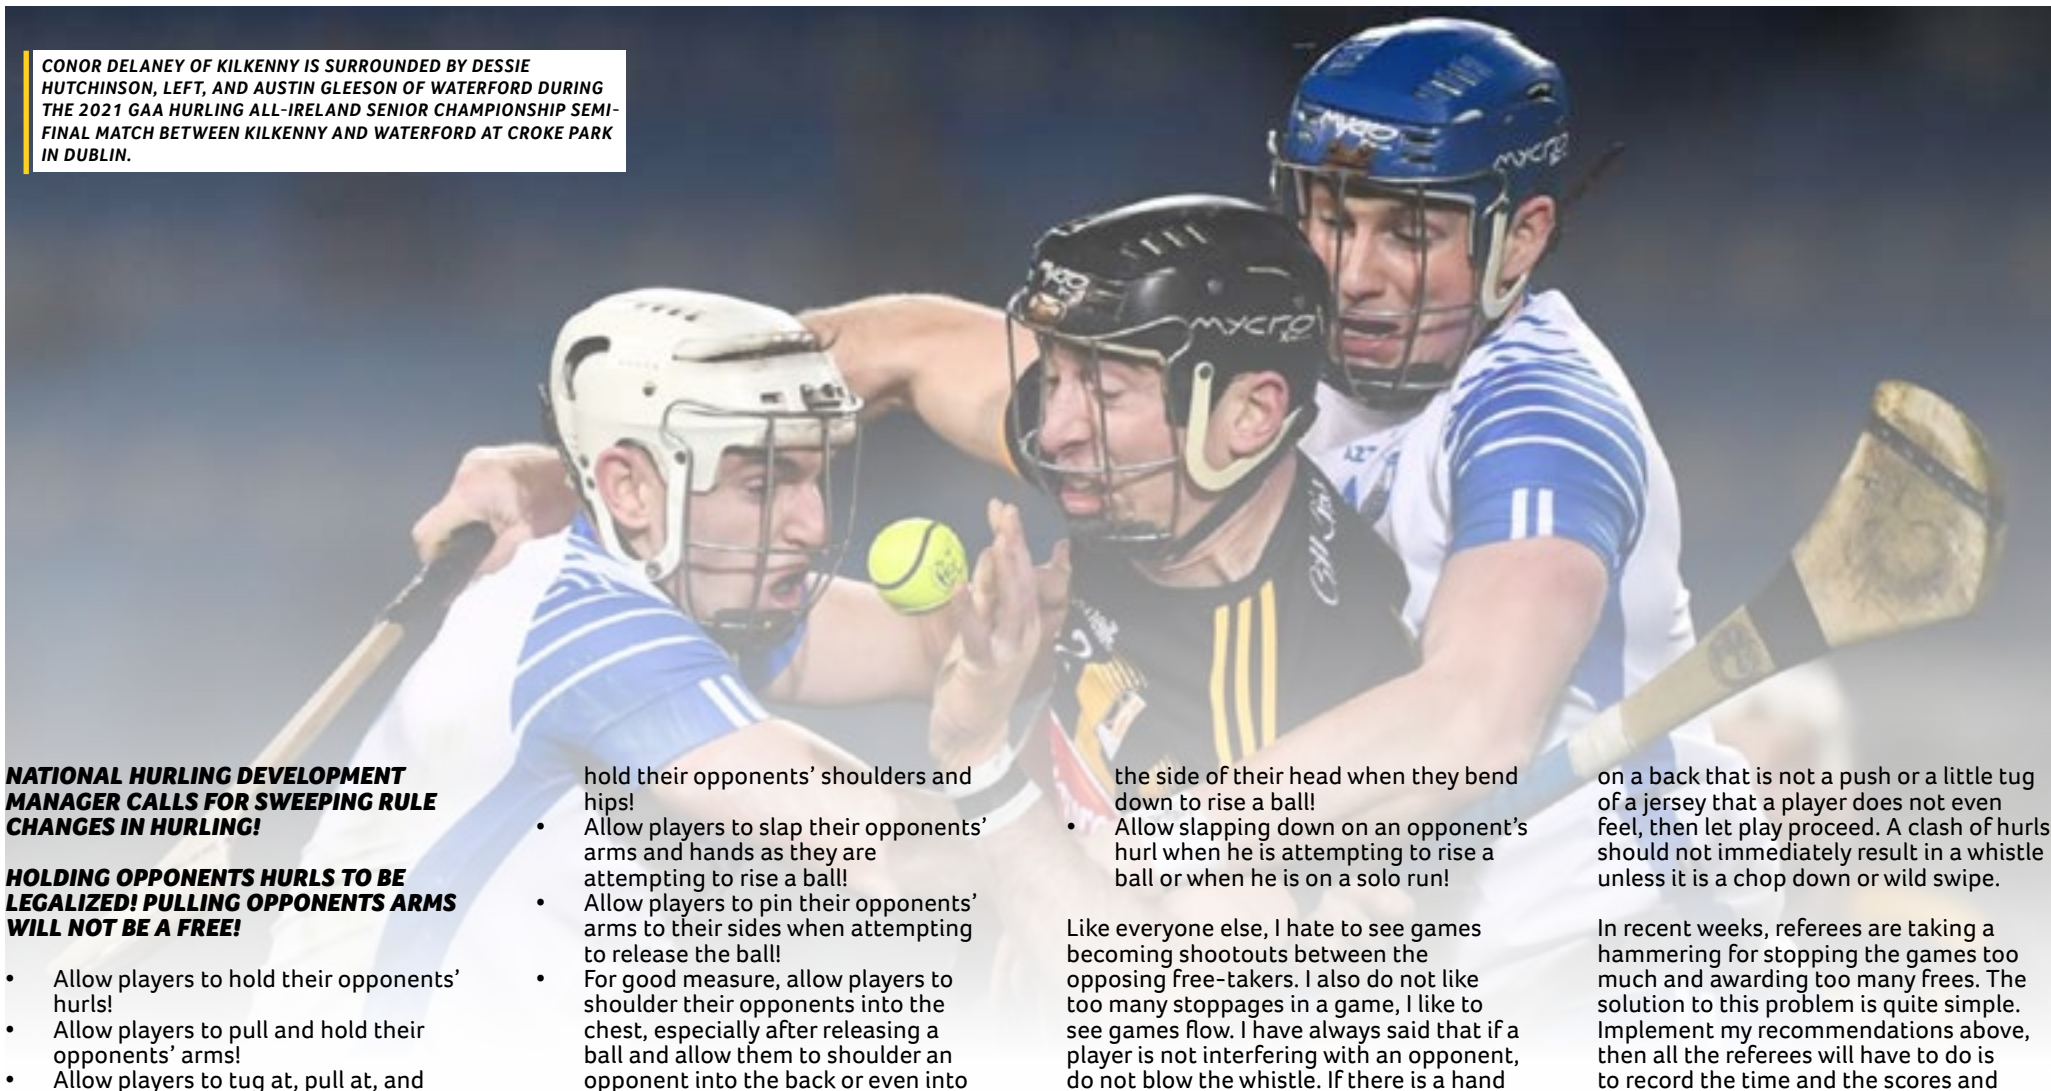 CONOR DELANEY OF KILKENNY IS SURROUNDED BY DESSIE
HUTCHINSON, LEFT, AND AUSTIN GLEESON OF WATERFORD DURING
THE 2021 GAA HURLING ALL-IRELAND SENIOR CHAMPIONSHIP SEMI-
FINAL MATCH BETWEEN KILKENNY AND WATERFORD AT CROKE PARK
IN DUBLIN.
mycro
mycro
mycro
mycro
NATIONAL HURLING DEVELOPMENT
MANAGER CALLS FOR SWEEPING RULE
CHANGES IN HURLING!
HOLDING OPPONENTS HURLS TO BE
LEGALIZED! PULLING OPPONENTS ARMS
WILL NOT BE A FREE!
• Allow players to hold their opponents’
hurls!
• Allow players to pull and hold their
opponents’ arms!
• Allow players to tug at, pull at, and
hold their opponents’ shoulders and
hips!
• Allow players to slap their opponents’
arms and hands as they are
attempting to rise a ball!
• Allow players to pin their opponents’
arms to their sides when attempting
to release the ball!
• For good measure, allow players to
shoulder their opponents into the
chest, especially after releasing a
ball and allow them to shoulder an
opponent into the back or even into
the side of their head when they bend
down to rise a ball!
• Allow slapping down on an opponent’s
hurl when he is attempting to rise a
ball or when he is on a solo run!
Like everyone else, I hate to see games
becoming shootouts between the
opposing free-takers. I also do not like
too many stoppages in a game, I like to
see games flow. I have always said that if a
player is not interfering with an opponent,
do not blow the whistle. If there is a hand
on a back that is not a push or a little tug
of a jersey that a player does not even
feel, then let play proceed. A clash of hurls
should not immediately result in a whistle
unless it is a chop down or wild swipe.
In recent weeks, referees are taking a
hammering for stopping the games too
much and awarding too many frees. The
solution to this problem is quite simple.
Implement my recommendations above,
then all the referees will have to do is
to record the time and the scores and